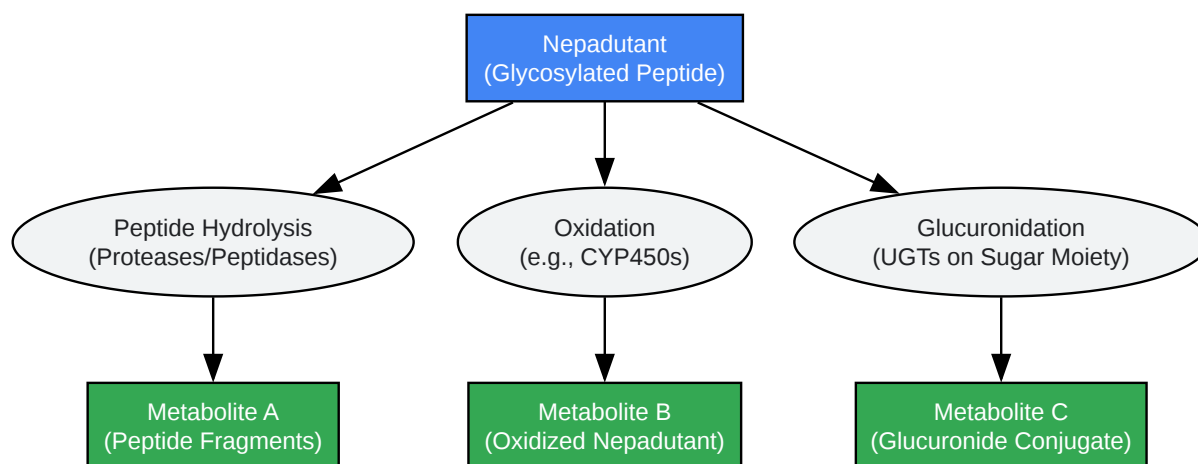 Nepadutant
(Glycosylated Peptide)
Peptide Hydrolysis
(Proteases/Peptidases)
Oxidation
(e.g., CYP450s)
Glucuronidation
(UGTs on Sugar Moiety)
Metabolite A
(Peptide Fragments)
Metabolite B
(Oxidized Nepadutant)
Metabolite C
(Glucuronide Conjugate)